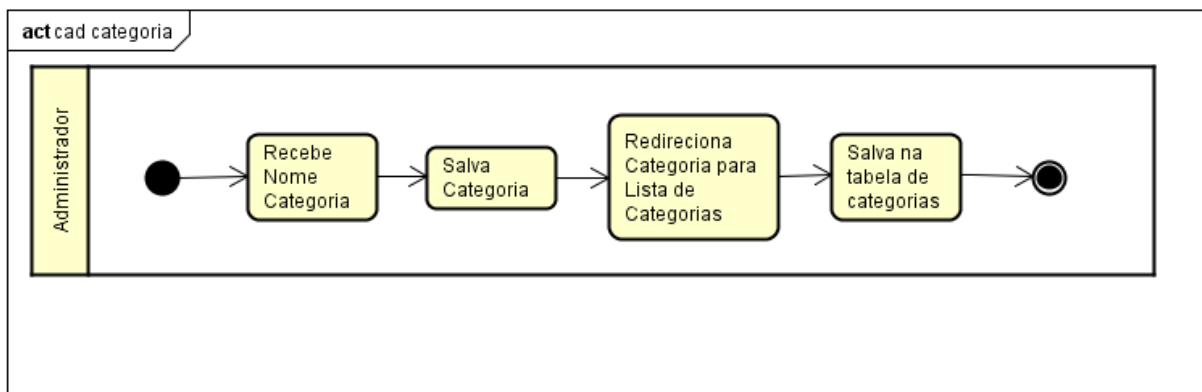 act cad categoria
Administrador
Recebe
Nome
Categoria
Salva
Categoria
Redireciona
Categoria para
Lista de
Categorias
Salva na
tabela de
categorias